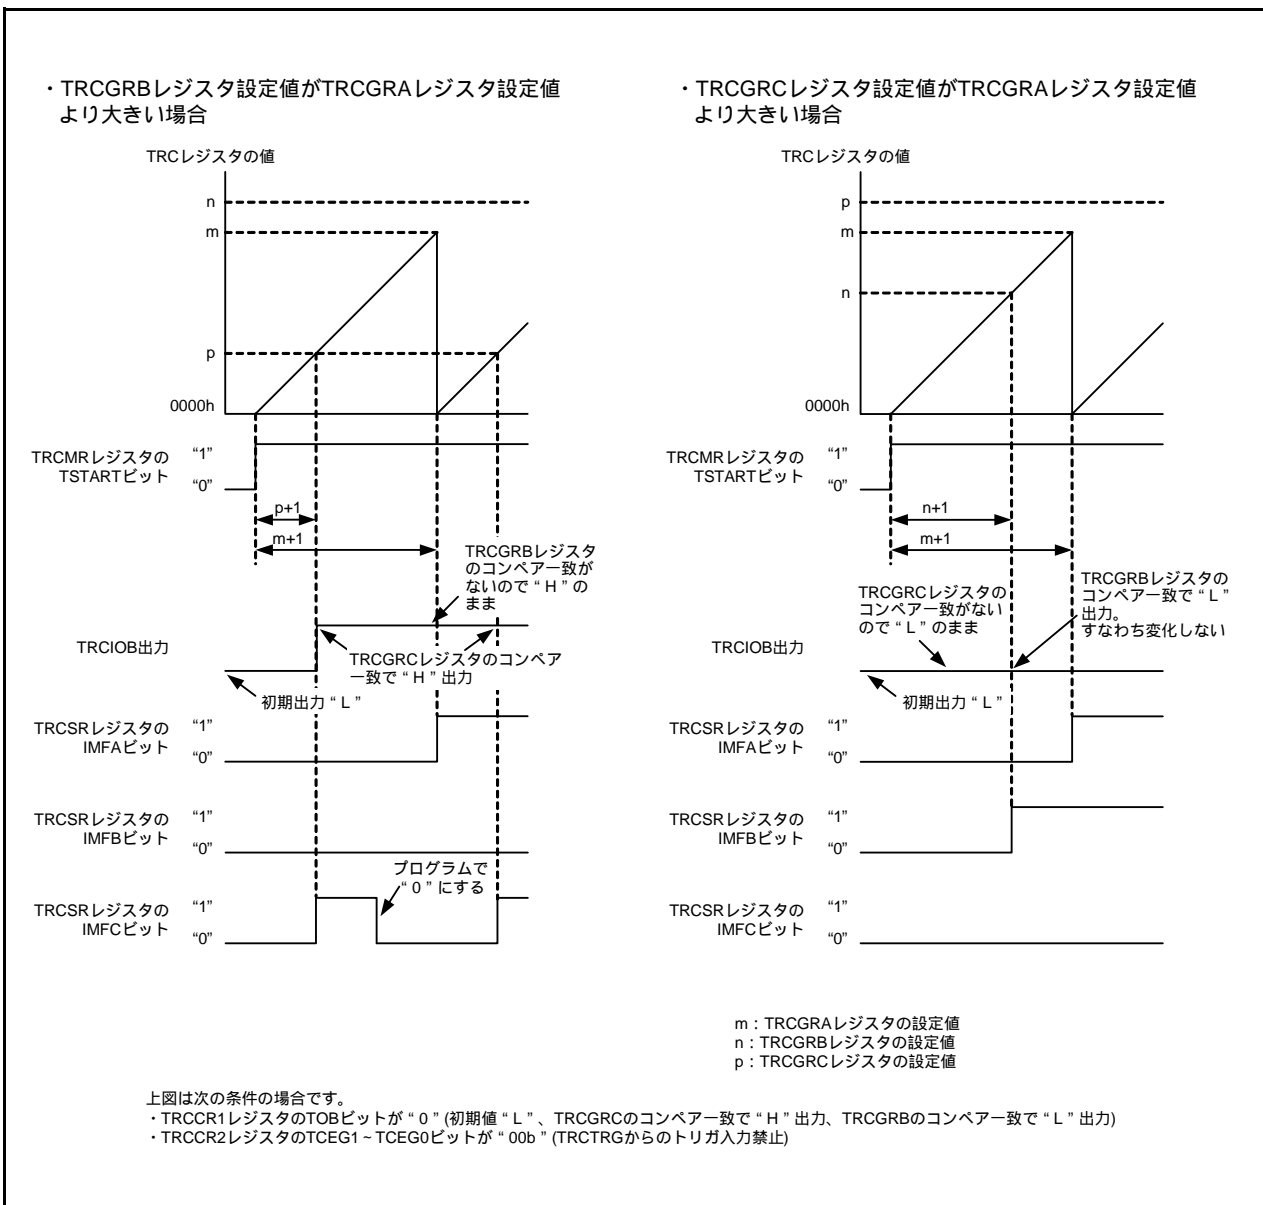 ・TRCGRBレジスタ設定値がTRCGRAレジスタ設定値
より大きい場合
TRCレジスタの値
n
m
p
0000h
TRCMRレジスタの
TSTARTビット
“1”
“0”
p+1
m+1
TRCGRBレジスタ
のコンペア一致が
ないので“H”の
まま
TRCIOB出力
TRCGRCレジスタのコンペア
一致で“H”出力
初期出力“L”
TRCSRレジスタの
IMFAビット
“1”
“0”
TRCSRレジスタの
IMFBビット
“1”
“0”
プログラムで
“0”にする
TRCSRレジスタの
IMFCビット
“1”
“0”
・TRCGRCレジスタ設定値がTRCGRAレジスタ設定値
より大きい場合
TRCレジスタの値
p
m
n
0000h
TRCMRレジスタの
TSTARTビット
“1”
“0”
n+1
m+1
TRCGRCレジスタの
コンペア一致がない
ので“L”のまま
TRCGRBレジスタの
コンペア一致で“L”
出力。
すなわち変化しない
TRCIOB出力
初期出力“L”
TRCSRレジスタの
IMFAビット
“1”
“0”
TRCSRレジスタの
IMFBビット
“1”
“0”
TRCSRレジスタの
IMFCビット
“1”
“0”
m：TRCGRAレジスタの設定値
n：TRCGRBレジスタの設定値
p：TRCGRCレジスタの設定値
上図は次の条件の場合です。
・TRCCR1レジスタのTOBビットが“0”(初期値“L”、TRCGRCのコンペア一致で“H”出力、TRCGRBのコンペア一致で“L”出力)
・TRCCR2レジスタのTCEG1～TCEG0ビットが“00b”(TRCTRGからのトリガ入力禁止)